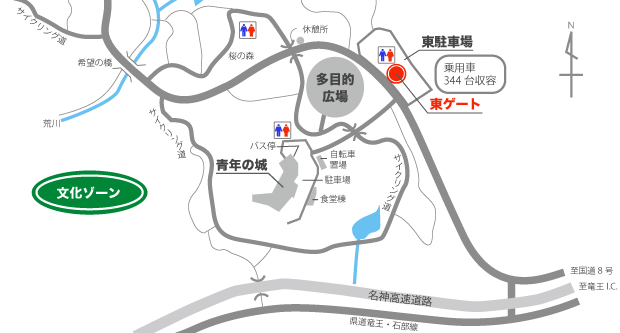 サイクリング道
休憩所
N
東駐車場
桜の森
希望の橋
乗用車
344 台収容
多目的
広場
東ゲート
サイクリング道
荒川
バス停
自転車
置場
青年の城
サイクリング道
駐車場
文化ゾーン
食堂棟
至国道8号
至竜王I.C.
名神高速道路
県道竜王・石部線